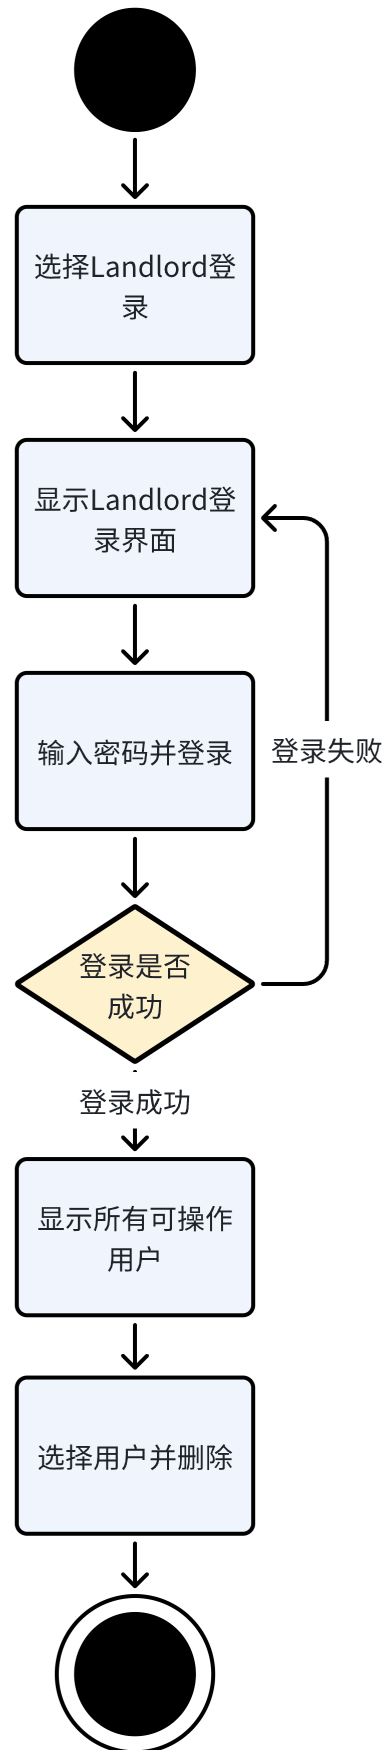 选择Landlord登
录
显示Landlord登
录界面
输入密码并登录
登录失败
登录是否
成功
登录成功
显示所有可操作
用户
选择用户并删除